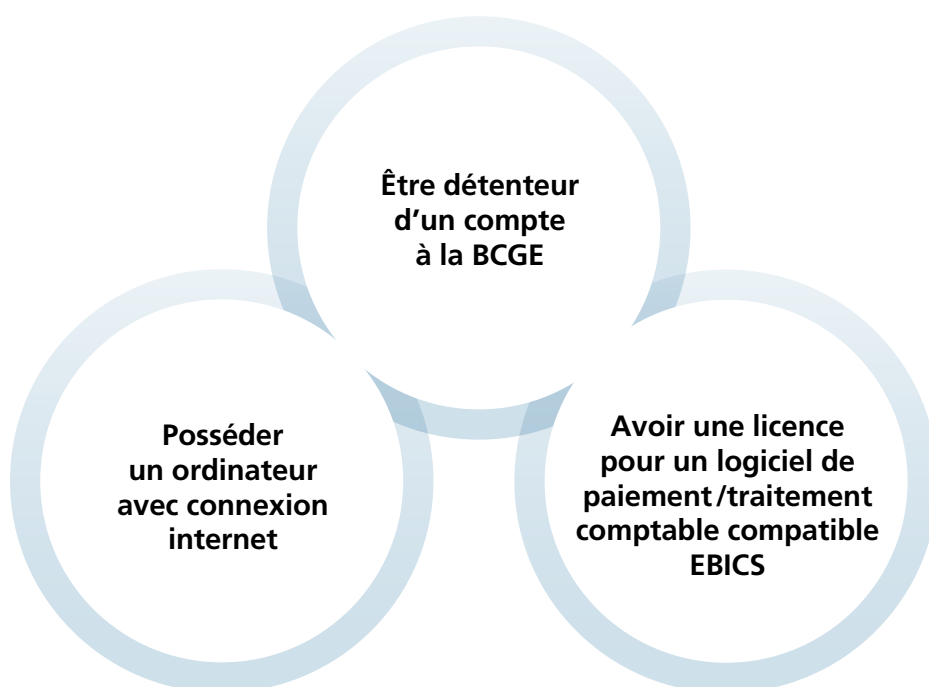 Être détenteur
d’un compte
à la BCGE
Posséder
un ordinateur
avec connexion
internet
Avoir une licence
pour un logiciel de
paiement/traitement
comptable compatible
EBICS